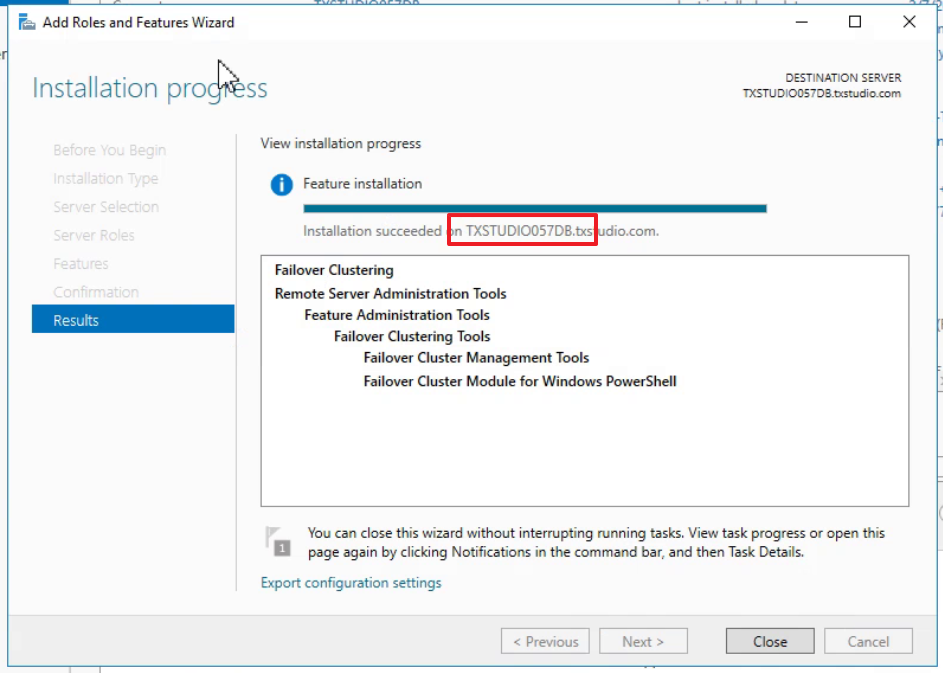 Add Roles and Features Wizard
Installation progress
DESTINATION SERVER
TXSTUDIO057DB.txstudio.com
Before You Begin
Installation Type
Server Selection
Server Roles
Features
Confirmation
Results
View installation progress
Feature installation
Installation succeeded on TXSTUDIO057DB.txstudio.com.
Failover Clustering
Remote Server Administration Tools
Feature Administration Tools
Failover Clustering Tools
Failover Cluster Management Tools
Failover Cluster Module for Windows PowerShell
1
You can close this wizard without interrupting running tasks. View task progress or open this
page again by clicking Notifications in the command bar, and then Task Details.
Export configuration settings
< Previous
Next >
Close
Cancel